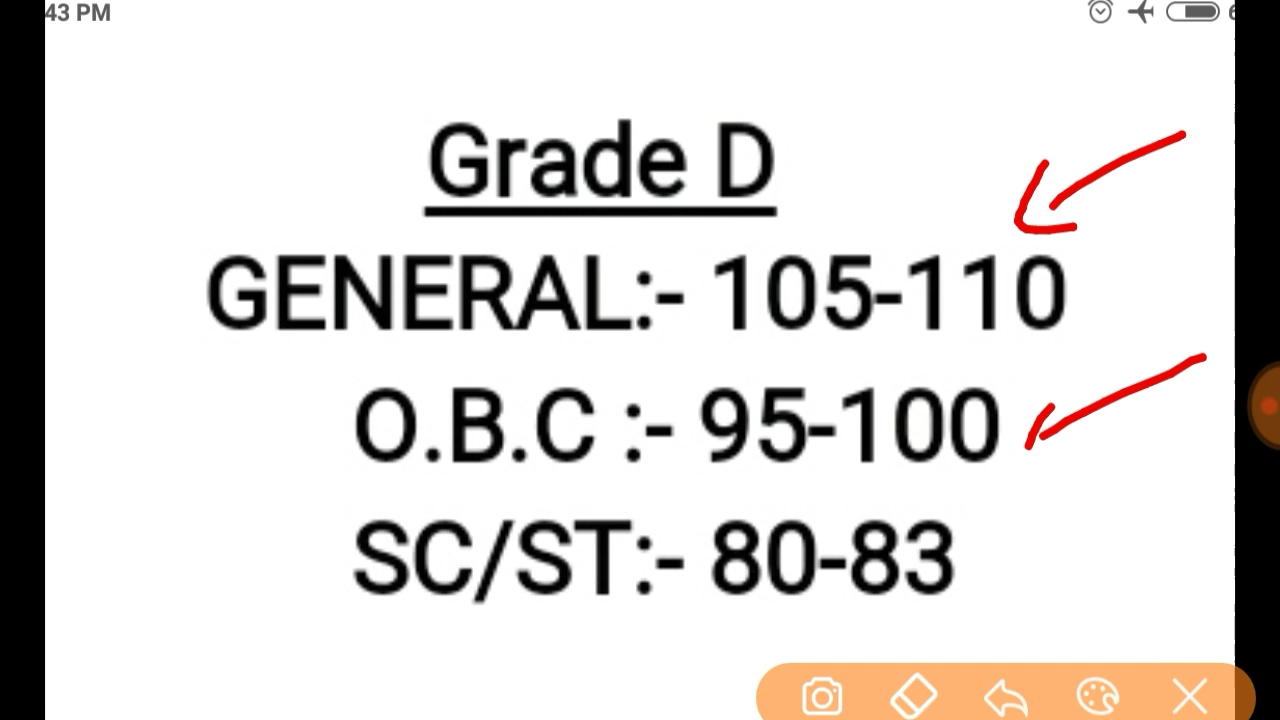 43 PM
Grade D
GENERAL:- 105-110
O.B.C :- 95-100
SC/ST:- 80-83